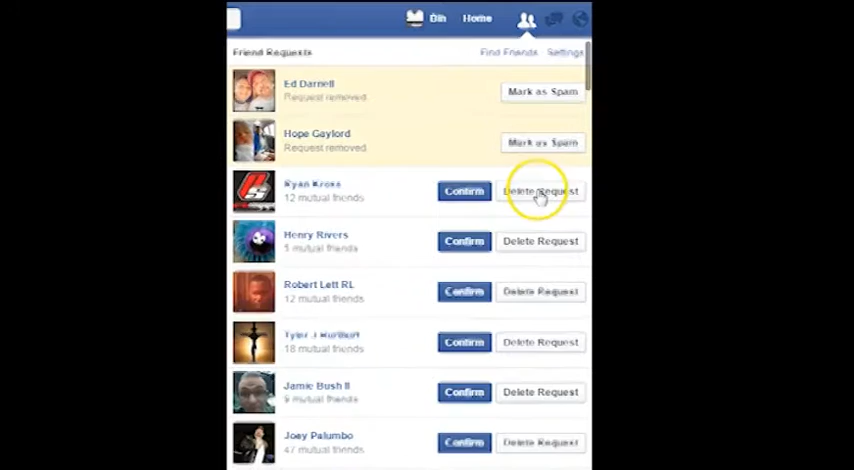 Home
Friend Requests
Find Friends Settings
Ed Darnell
Request removed
Mark as Spam
Hope Gaylord
Request removed
Mark as Spam
Ryan Kross
12 mutual friends
Confirm Delete Request
Henry Rivers
5 mutual friends
Confirm Delete Request
Robert Lett RL
12 mutual friends
Confirm Delete Request
Tyler J
18 mutual friends
Confirm Delete Request
Jamie Bush II
9 mutual friends
Confirm Delete Request
Joey Palumbo
47 mutual friends
Confirm Delete Request